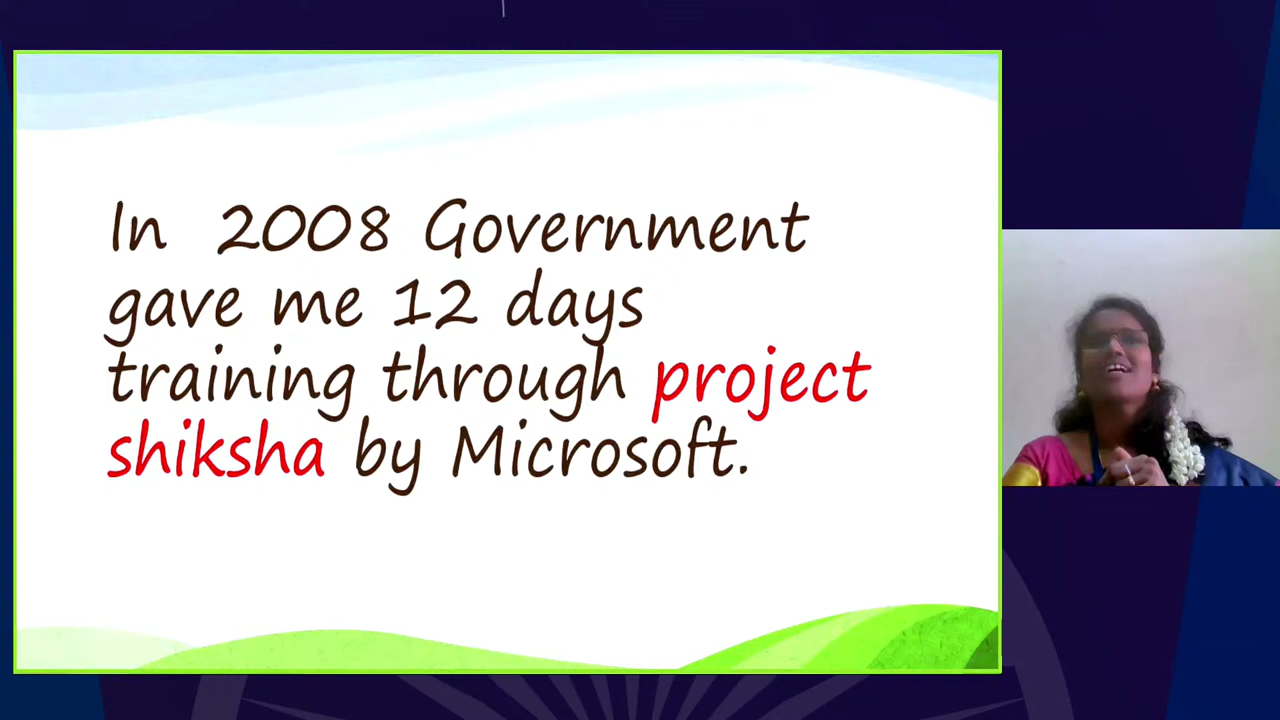 In 2008 Government
gave me 12 days
training through project
shiksha by Microsoft.